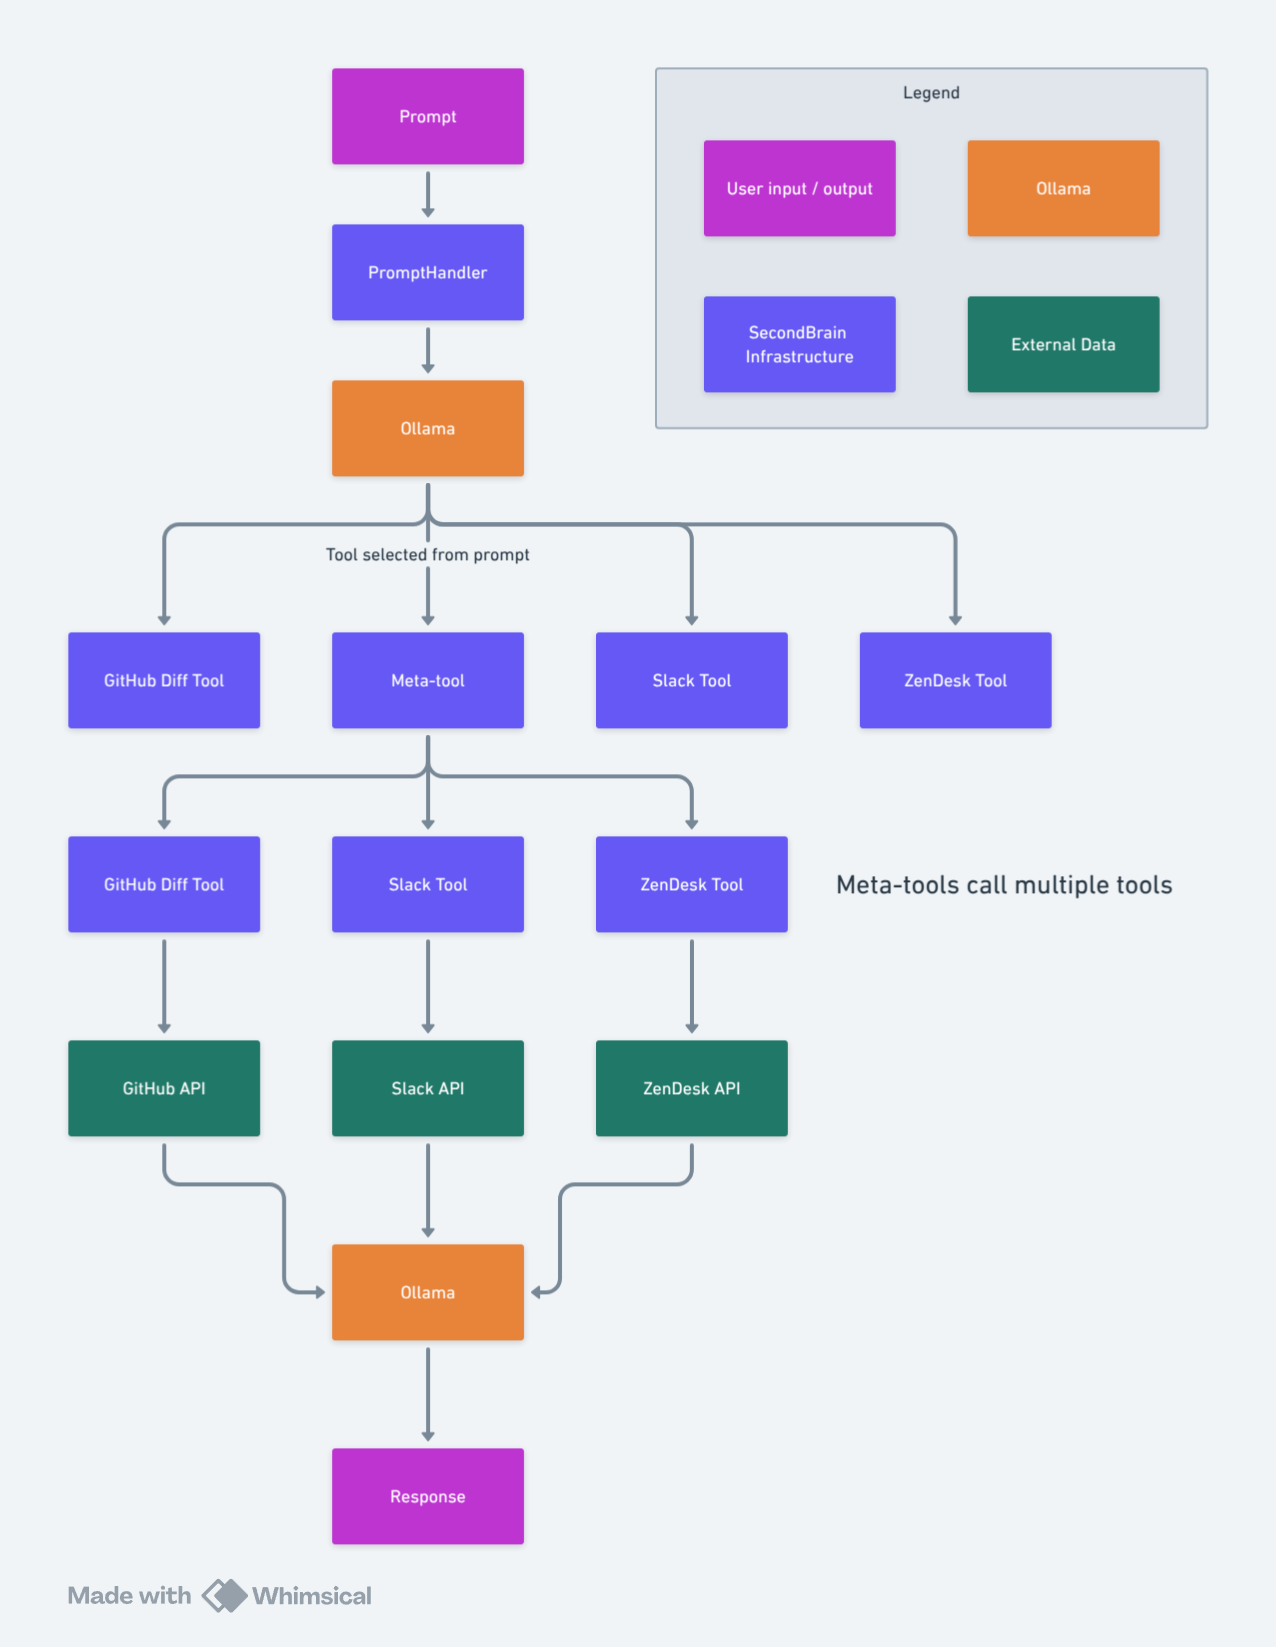 Prompt
Legend
User input / output
Ollama
PromptHandler
SecondBrain
Infrastructure
External Data
Ollama
Tool selected from prompt
GitHub Diff Tool
Meta-tool
Slack Tool
ZenDesk Tool
GitHub Diff Tool
Slack Tool
ZenDesk Tool
Meta-tools call multiple tools
GitHub API
Slack API
ZenDesk API
Ollama
Response
Made with Whimsical